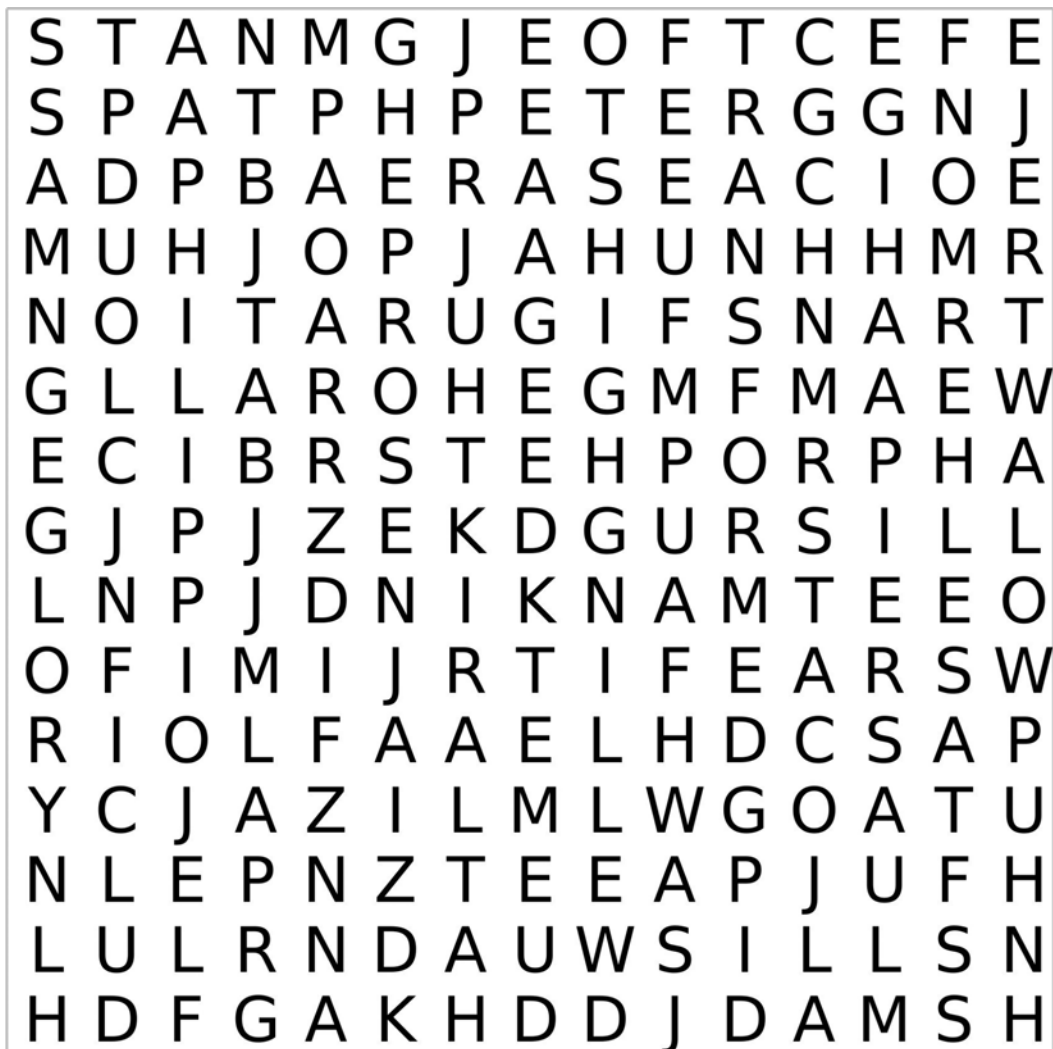 S T A N M G J E O F T C E F E
S P A T P H P E T E R G G N J
A D P B A E R A S E A C I O E
M U H J O P J A H U N H H M R
N O I T A R U G I F S N A R T
G L L A R O H E G M F M A E W
E C I B R S T E H P O R P H A
G J P J Z E K D G U R S I L L
L N P J D N I K N A M T E E O
O F I M I J R T I F E A R S W
R I O L F A A E L H D C S A P
Y C J A Z I L M L W G O A T U
N L E P N Z T E E A P J U F H
L U L R N D A U W S I L L S N
H D F G A K H D D J D A M S H